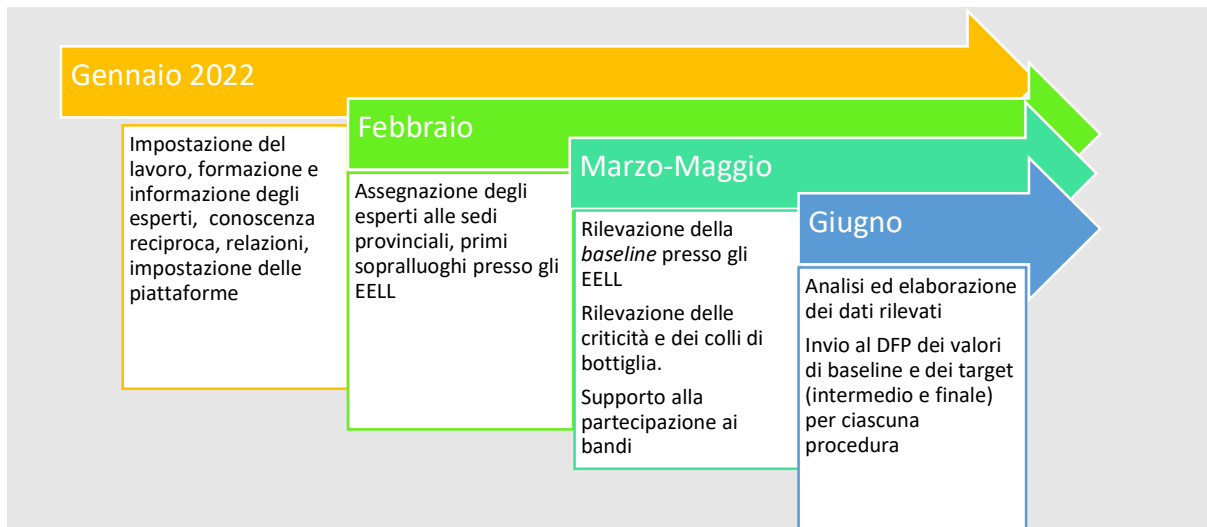 Gennaio 2022
Impostazione del
lavoro, formazione e
informazione degli
esperti, conoscenza
reciproca, relazioni,
impostazione delle
piattaforme
Febbraio
Assegnazione degli
esperti alle sedi
provinciali, primi
sopralluoghi presso gli
EELL
Marzo-Maggio
Rilevazione della
baseline presso gli
EELL
Rilevazione delle
criticità e dei colli di
bottiglia.
Supporto alla
partecipazione ai
bandi
Giugno
Analisi ed elaborazione
dei dati rilevati
Invio al DFP dei valori
di baseline e dei target
(intermedio e finale)
per ciascuna
procedura